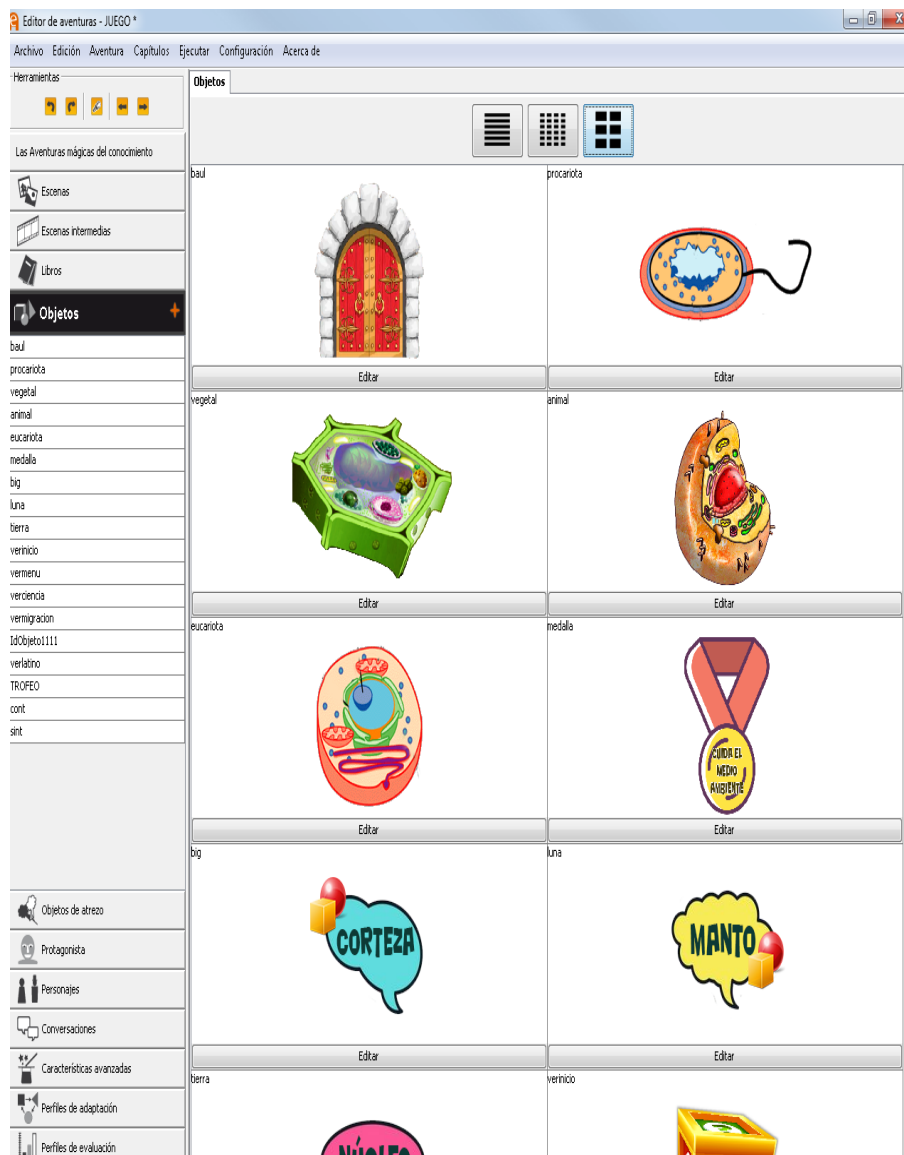 Editor de aventuras - JUEGO *
Archivo Edición Aventura Capítulos Ejecutar Configuración Acerca de
Herramientas
Las Aventuras mágicas del conocimiento
Escenas
Escenas intermedias
Libros
Objetos
baul
procariota
vegetal
animal
eucariota
medalla
big
luna
tierra
verinicio
vermenu
verciencia
vermigracion
IdObjeto1111
verlatino
TROFEO
cont
sint
Objetos de atrezo
Protagonista
Personajes
Conversaciones
Características avanzadas
Perfiles de adaptación
Perfiles de evaluación
Objetos
baul
procariota
Editar
Editar
vegetal
animal
Editar
Editar
eucariota
medalla
CUIDA EL
MEDIO
AMBIENTE
Editar
Editar
big
luna
CORTEZA
MANTO
Editar
Editar
tierra
verinicio
NÚCLEO